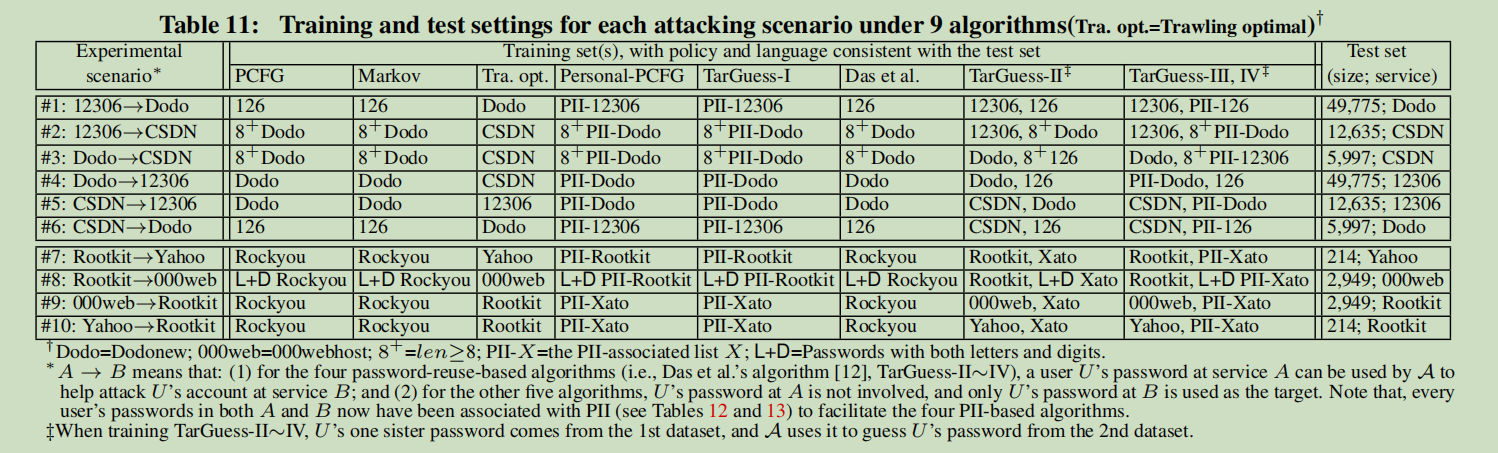 Table 11: Training and test settings for each attacking scenario under 9 algorithms(Tra. opt.=Trawling optimal)†
Experimental scenario* Training set(s), with policy and language consistent with the test set Test set (size; service)
PCFG Markov Tra. opt. Personal-PCFG TarGuess-I Das et al. TarGuess-II‡ TarGuess-III, IV‡
#1: 12306→Dodo 126 126 Dodo PII-12306 PII-12306 126 12306, 126 12306, PII-126 49,775; Dodo
#2: 12306→CSDN 8+Dodo 8+Dodo CSDN 8+PII-Dodo 8+PII-Dodo 8+Dodo 12306, 8+Dodo 12306, 8+PII-Dodo 12,635; CSDN
#3: Dodo→CSDN 8+Dodo 8+Dodo CSDN 8+PII-Dodo 8+PII-Dodo 8+Dodo Dodo, 8+126 Dodo, 8+PII-12306 5,997; CSDN
#4: Dodo→12306 Dodo Dodo CSDN PII-Dodo PII-Dodo Dodo Dodo, 126 PII-Dodo, 126 49,775; 12306
#5: CSDN→12306 Dodo Dodo 12306 PII-Dodo PII-Dodo Dodo CSDN, Dodo CSDN, PII-Dodo 12,635; 12306
#6: CSDN→Dodo 126 126 Dodo PII-12306 PII-12306 126 CSDN, 126 CSDN, PII-126 5,997; Dodo
#7: Rootkit→Yahoo Rockyou Rockyou Yahoo PII-Rootkit PII-Rootkit Rockyou Rootkit, Xato Rootkit, PII-Xato 214; Yahoo
#8: Rootkit→000web L+D Rockyou L+D Rockyou 000web L+D PII-Rootkit L+D PII-Rootkit L+D Rockyou Rootkit, L+D Xato Rootkit, L+D PII-Xato 2,949; 000web
#9: 000web→Rootkit Rockyou Rockyou Rootkit PII-Xato PII-Xato Rockyou 000web, Xato 000web, PII-Xato 2,949; Rootkit
#10: Yahoo→Rootkit Rockyou Rockyou Rootkit PII-Xato PII-Xato Rockyou Yahoo, Xato Yahoo, PII-Xato 214; Rootkit
†Dodo=Dodonew; 000web=000webhost; 8+=len≥8; PII-X=the PII-associated list X; L+D=Passwords with both letters and digits.
*A → B means that: (1) for the four password-reuse-based algorithms (i.e., Das et al.'s algorithm [12], TarGuess-II∼IV), a user U's password at service A can be used by A to
help attack U's account at service B; and (2) for the other five algorithms, U's password at A is not involved, and only U's password at B is used as the target. Note that, every
user's passwords in both A and B now have been associated with PII (see Tables 12 and 13) to facilitate the four PII-based algorithms.
‡When training TarGuess-II∼IV, U's one sister password comes from the 1st dataset, and A uses it to guess U's password from the 2nd dataset.